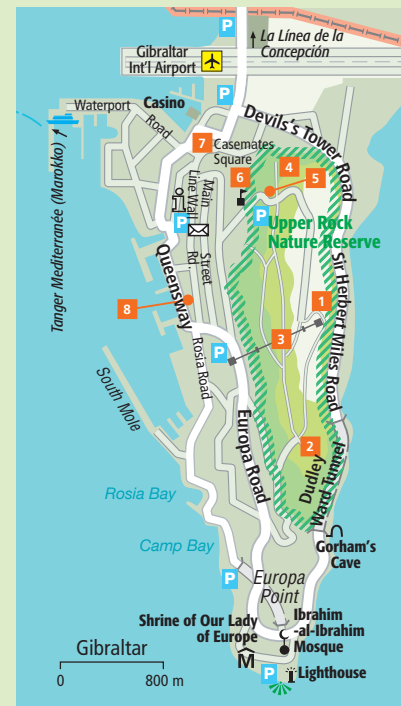 P
La Línea de la
Concepción
Gibraltar
Int'l Airport
P
Waterport
Road
Casino
Devil's Tower Road
7
Casemates
Square
4
6
5
P
Upper Rock
Nature Reserve
Main
Street
Line Wall
Rd.
P
Tanger Mediterranée (Marokko)
Queensway
Sir Herbert Miles Road
1
8
3
P
Rosia Road
South Mole
Europa Road
2
Dudley
Ward Tunnel
Rosia Bay
Gorham's
Cave
Camp Bay
P
Europa
Point
Shrine of Our Lady
of Europe
Ibrahim
-al-Ibrahim
Mosque
M
P
Lighthouse
Gibraltar
0 800 m